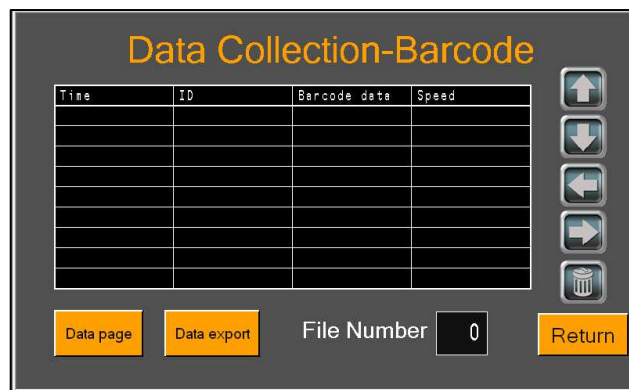 Data Collection-Barcode
Time ID Barcode data Speed
Data page Data export File Number 0 Return